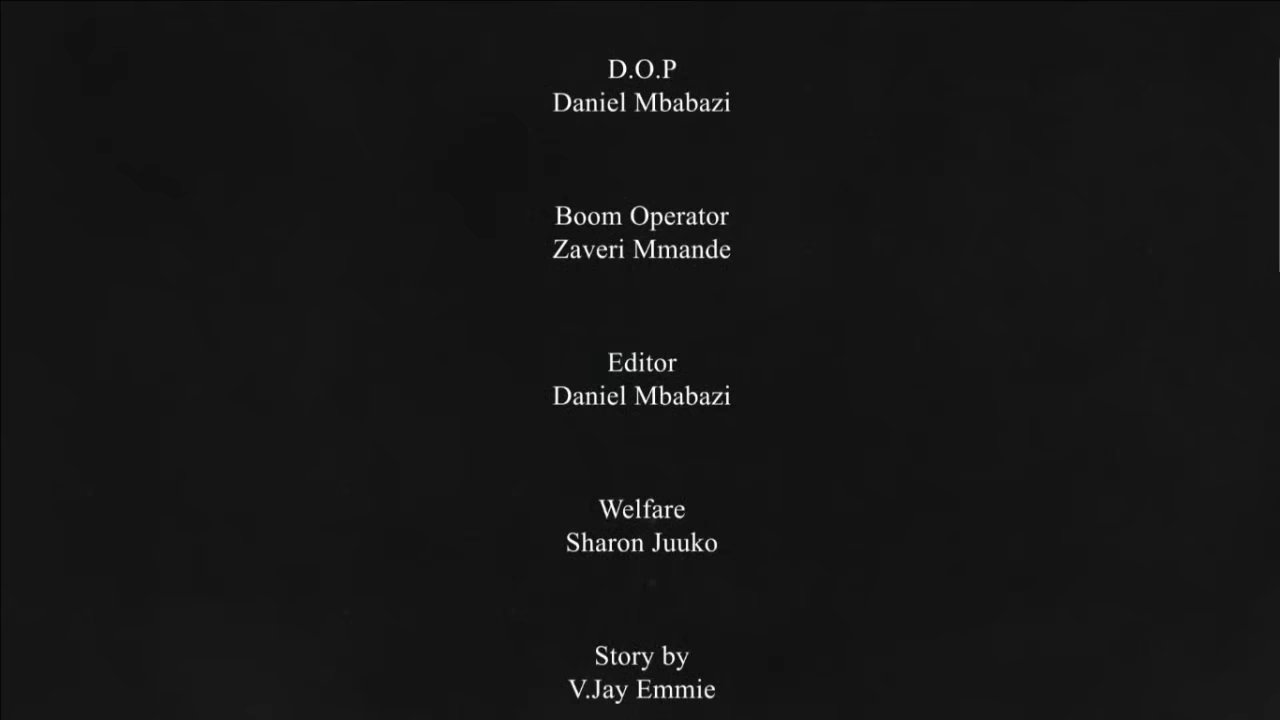 D.O.P
Daniel Mbabazi
Boom Operator
Zaveri Mmande
Editor
Daniel Mbabazi
Welfare
Sharon Juuko
Story by
V.Jay Emmie